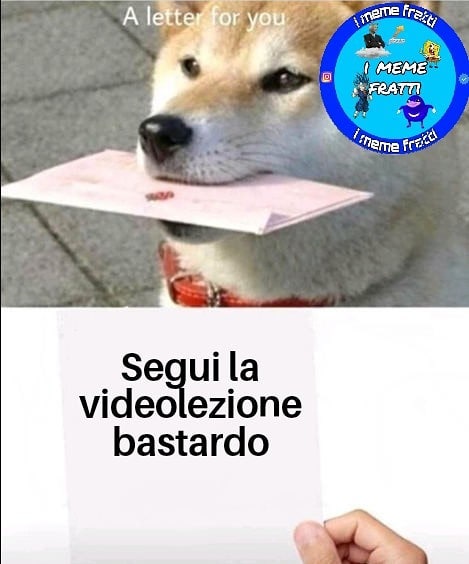 A letter for you
i meme fratti
I MEME
FRATTI
i meme fratti
Segui la
videolezione
bastardo